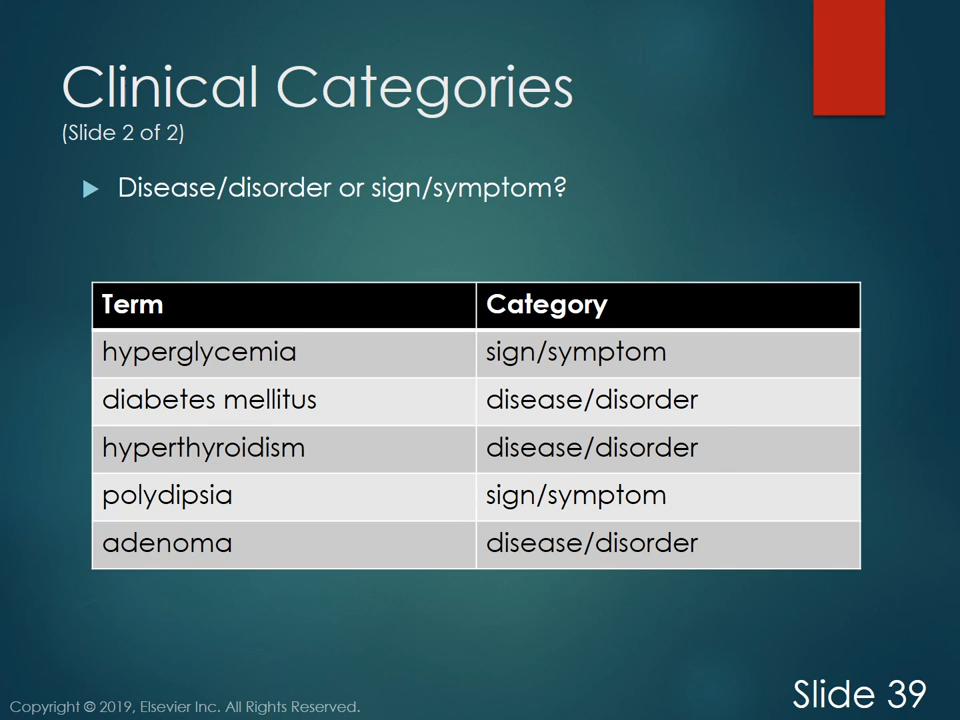 Clinical Categories
(Slide 2 of 2)
Disease/disorder or sign/symptom?
Term Category
hyperglycemia sign/symptom
diabetes mellitus disease/disorder
hyperthyroidism disease/disorder
polydipsia sign/symptom
adenoma disease/disorder
Slide 39
Copyright © 2019, Elsevier Inc. All Rights Reserved.